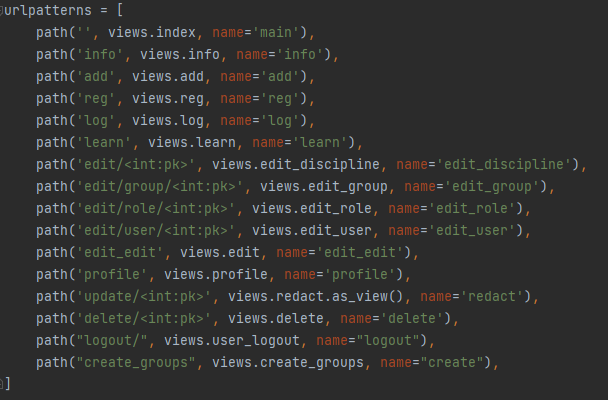 urlpatterns = [
    path('', views.index, name='main'),
    path('info', views.info, name='info'),
    path('add', views.add, name='add'),
    path('reg', views.reg, name='reg'),
    path('log', views.log, name='log'),
    path('learn', views.learn, name='learn'),
    path('edit/<int:pk>', views.edit_discipline, name='edit_discipline'),
    path('edit/group/<int:pk>', views.edit_group, name='edit_group'),
    path('edit/role/<int:pk>', views.edit_role, name='edit_role'),
    path('edit/user/<int:pk>', views.edit_user, name='edit_user'),
    path('edit_edit', views.edit, name='edit_edit'),
    path('profile', views.profile, name='profile'),
    path('update/<int:pk>', views.redact.as_view(), name='redact'),
    path('delete/<int:pk>', views.delete, name='delete'),
    path("logout/", views.user_logout, name="logout"),
    path("create_groups", views.create_groups, name="create"),
]